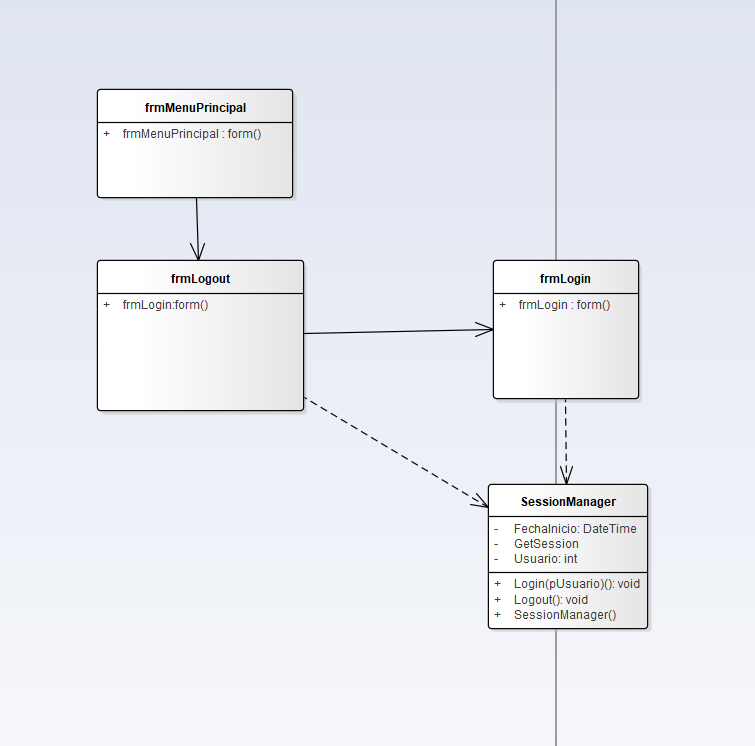 frmMenuPrincipal
+ frmMenuPrincipal : form()
frmLogout
+ frmLogin:form()
frmLogin
+ frmLogin : form()
SessionManager
- FechaInicio: DateTime
- GetSession
- Usuario: int
+ Login(pUsuario)(): void
+ Logout(): void
+ SessionManager()